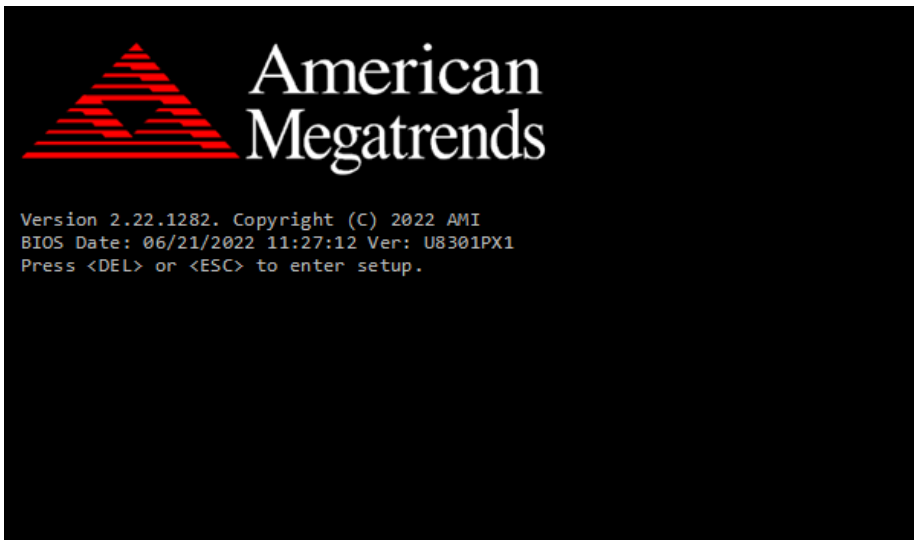 American
Megatrends
Version 2.22.1282. Copyright (C) 2022 AMI
BIOS Date: 06/21/2022 11:27:12 Ver: U8301PX1
Press <DEL> or <ESC> to enter setup.